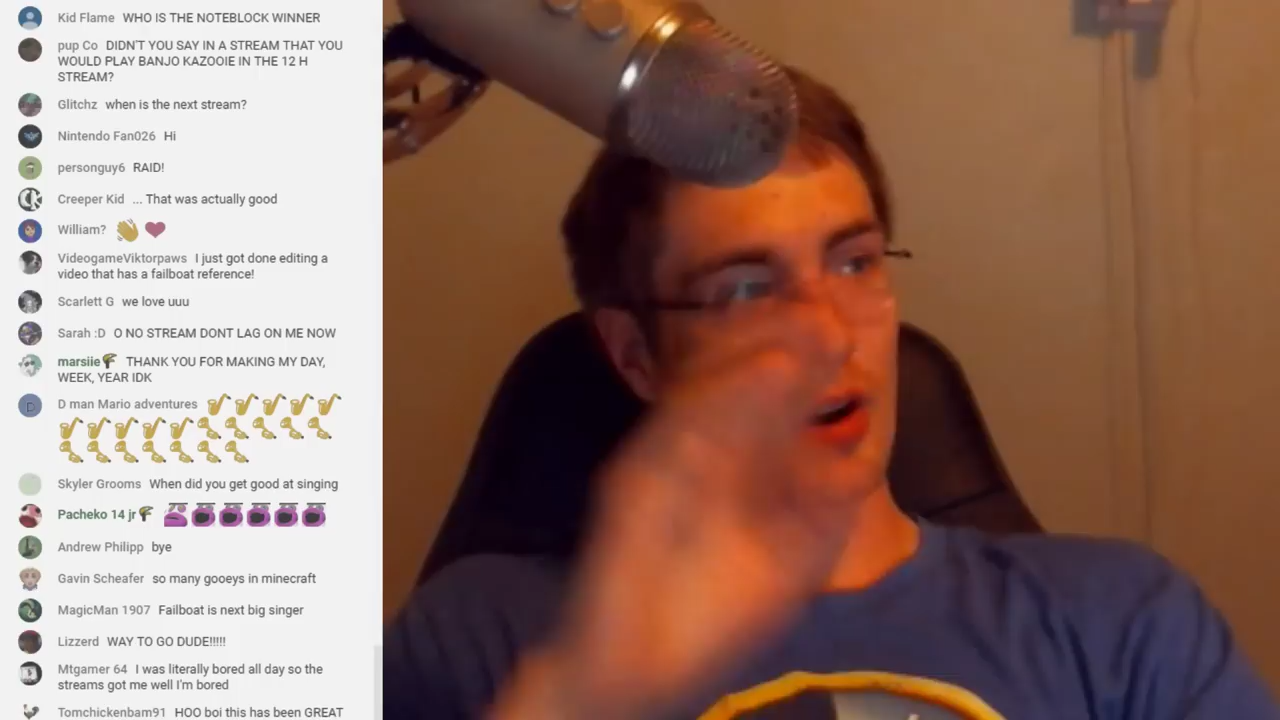 Kid Flame WHO IS THE NOTEBLOCK WINNER
pup Co DIDN'T YOU SAY IN A STREAM THAT YOU
WOULD PLAY BANJO KAZOOIE IN THE 12 H
STREAM?
Glitchz when is the next stream?
Nintendo Fan026 Hi
personguy6 RAID!
Creeper Kid ... That was actually good
William? 👋❤
VideogameViktorpaws I just got done editing a
video that has a failboat reference!
Scarlett G we love uuu
Sarah :D O NO STREAM DONT LAG ON ME NOW
marsiie THANK YOU FOR MAKING MY DAY,
WEEK, YEAR IDK
D
D man Mario adventures 🎷🎷🎷🎷🎷
🎷🎷🎷🎷🎷🎷🎷🎷🎷🎷
🎷🎷🎷🎷🎷🎷🎷
Skyler Grooms When did you get good at singing
Pacheko 14 jr
Andrew Philipp bye
Gavin Scheafer so many gooeys in minecraft
MagicMan 1907 Failboat is next big singer
Lizzerd WAY TO GO DUDE!!!!!
Mtgamer 64 I was literally bored all day so the
streams got me well I'm bored
Tomchickenbam91 HOO boi this has been GREAT